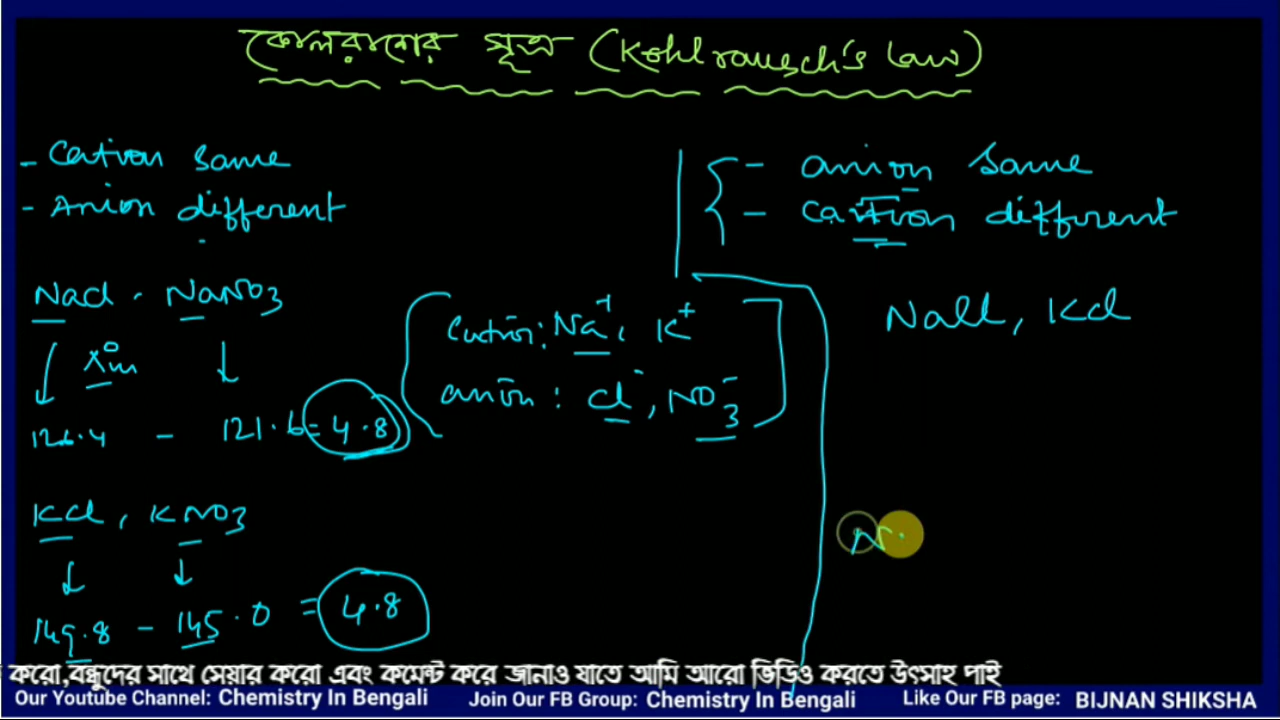 কোলরাশের সূত্র (Kohlrausch's Law)
- Cation same
- Anion different
- anion same
- Cation different
NaCl, NaNO3
λ°m
126.4 - 121.6 = 4.8
Cation: Na+, K+
anion: Cl-, NO3-
NaCl, KCl
KCl, KNO3
149.8 - 145.0 = 4.8
N
করো,বন্ধুদের সাথে সেয়ার করো এবং কমেন্ট করে জানাও যাতে আমি আরো ভিডিও করতে উৎসাহ পাই
Our Youtube Channel: Chemistry In Bengali Join Our FB Group: Chemistry In Bengali Like Our FB page: BIJNAN SHIKSHA